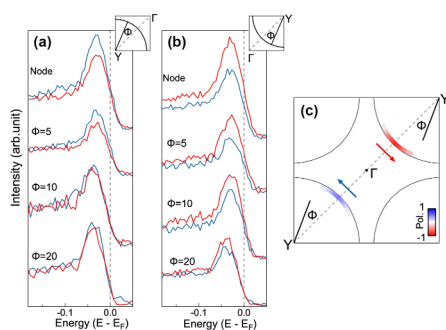 Γ
Φ
Y
(a)
Node
Φ=5
Φ=10
Φ=20
Intensity (arb.unit)
-0.1
0.0
Energy (E - EF)
Y
Φ
Γ
(b)
Node
Φ=5
Φ=10
Φ=20
-0.1
0.0
Energy (E - EF)
(c)
Y
Φ
Γ
Φ
Y
1
Pol.
-1